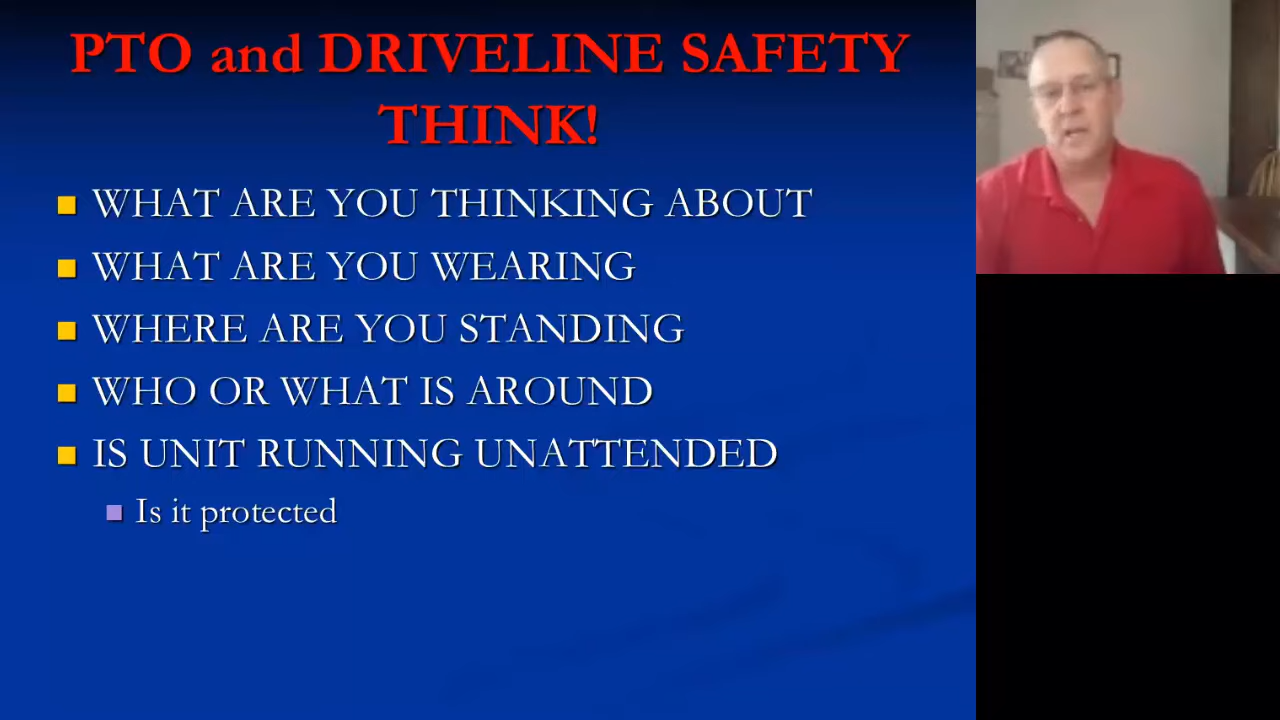 PTO and DRIVELINE SAFETY
THINK!
WHAT ARE YOU THINKING ABOUT
WHAT ARE YOU WEARING
WHERE ARE YOU STANDING
WHO OR WHAT IS AROUND
IS UNIT RUNNING UNATTENDED
Is it protected